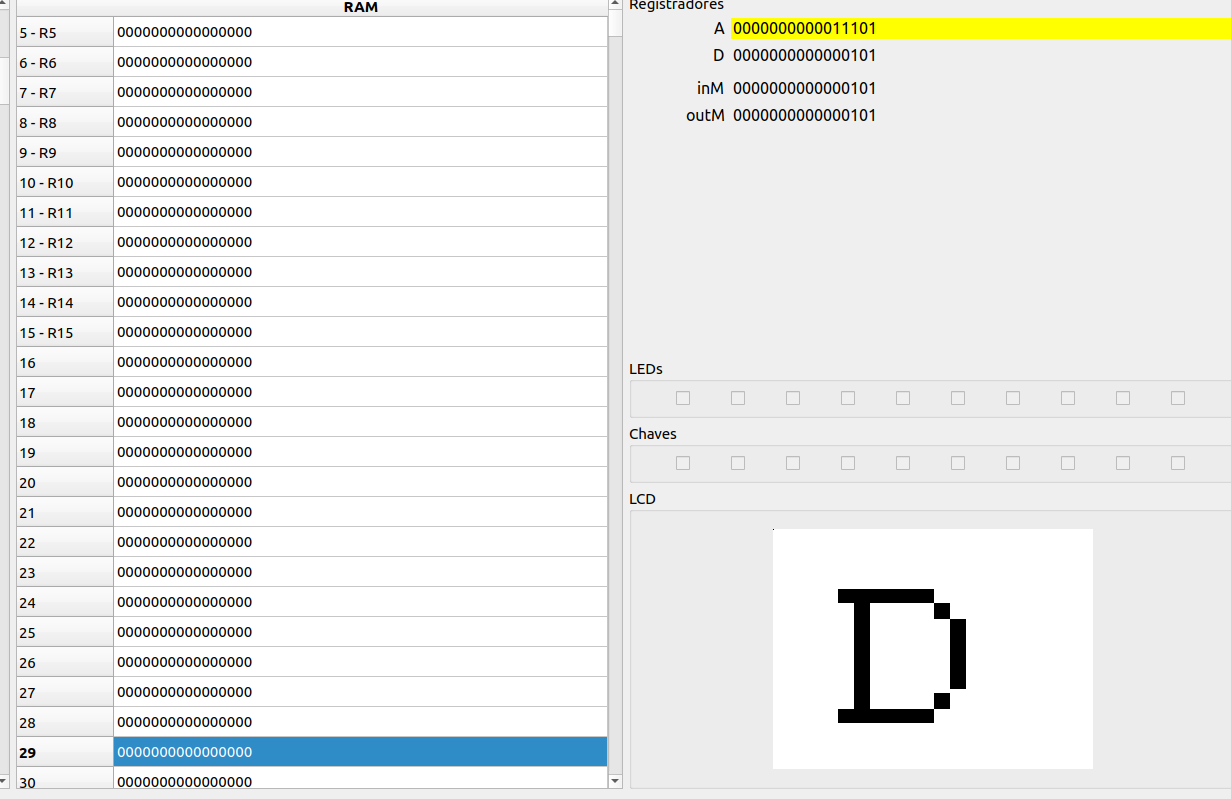 RAM
5 - R5 0000000000000000
6 - R6 0000000000000000
7 - R7 0000000000000000
8 - R8 0000000000000000
9 - R9 0000000000000000
10 - R10 0000000000000000
11 - R11 0000000000000000
12 - R12 0000000000000000
13 - R13 0000000000000000
14 - R14 0000000000000000
15 - R15 0000000000000000
16 0000000000000000
17 0000000000000000
18 0000000000000000
19 0000000000000000
20 0000000000000000
21 0000000000000000
22 0000000000000000
23 0000000000000000
24 0000000000000000
25 0000000000000000
26 0000000000000000
27 0000000000000000
28 0000000000000000
29 0000000000000000
30 0000000000000000
Registradores
A 0000000000011101
D 0000000000000101
inM 0000000000000101
outM 0000000000000101
LEDs
Chaves
LCD
D